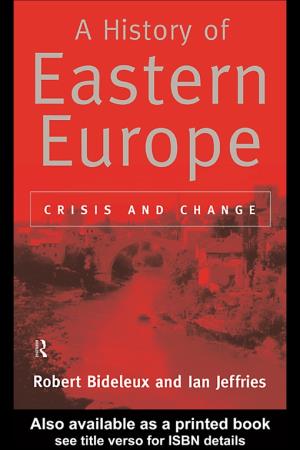 A History of
Eastern
Europe
CRISIS AND CHANGE
Robert Bideleux and Ian Jeffries
Also available as a printed book
see title verso for ISBN details